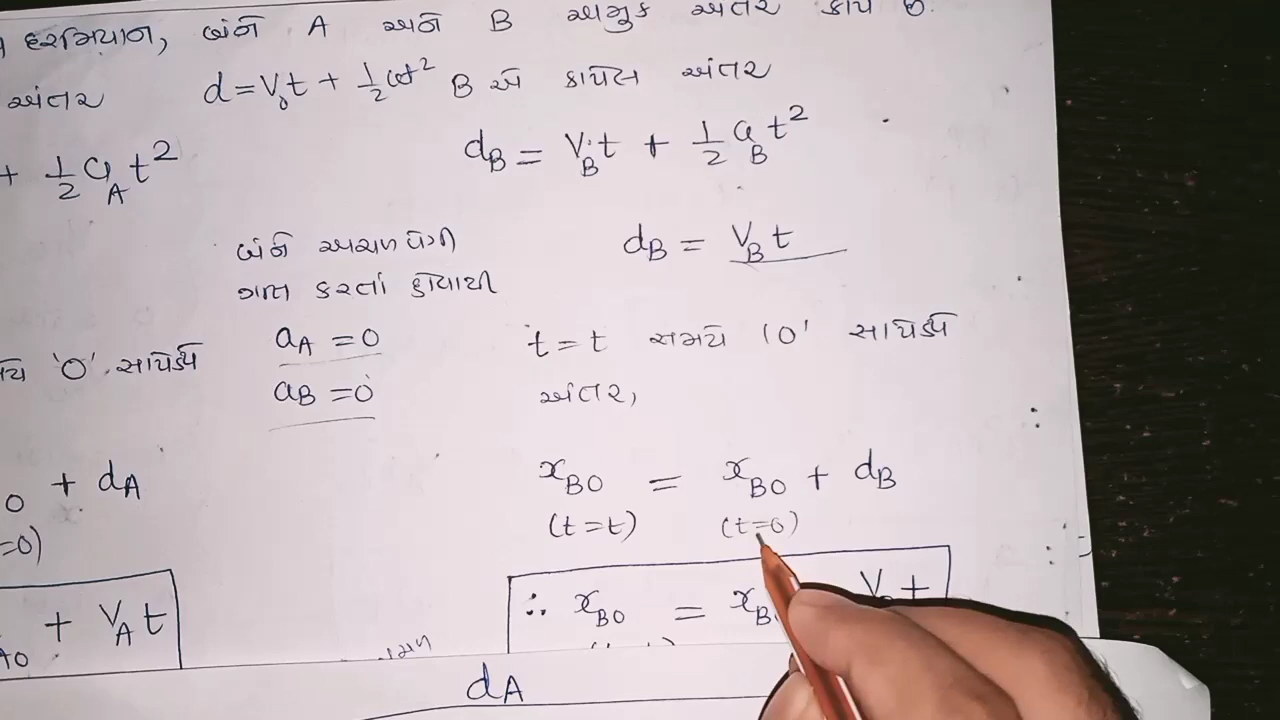 દરમિયાન, બંને A અને B અમુક અંતર કાપે છે.
અંતર d = V₀t + ½at² B એ કાપેલ અંતર
+ ½ a_A t² d_B = V_B t + ½ a_B t²
બંને અચળ વેગી d_B = V_B t
ગતિ કરતાં હોવાથી
'O' સાપેક્ષે a_A = 0 t = t સમયે 'O' સાપેક્ષે
a_B = 0 અંતર,
O + d_A x_BO = x_BO + d_B
=0) (t = t) (t=0)
AO + V_A t ∴ x_BO = x_B V t
d_A